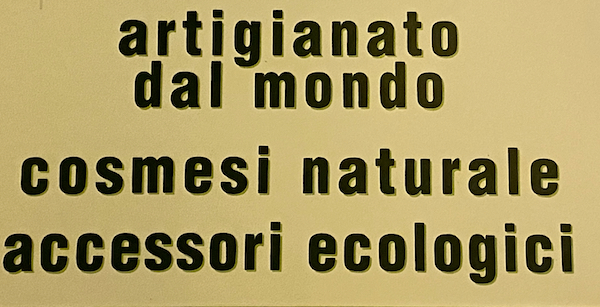 artigianato
dal mondo
cosmesi naturale
accessori ecologici